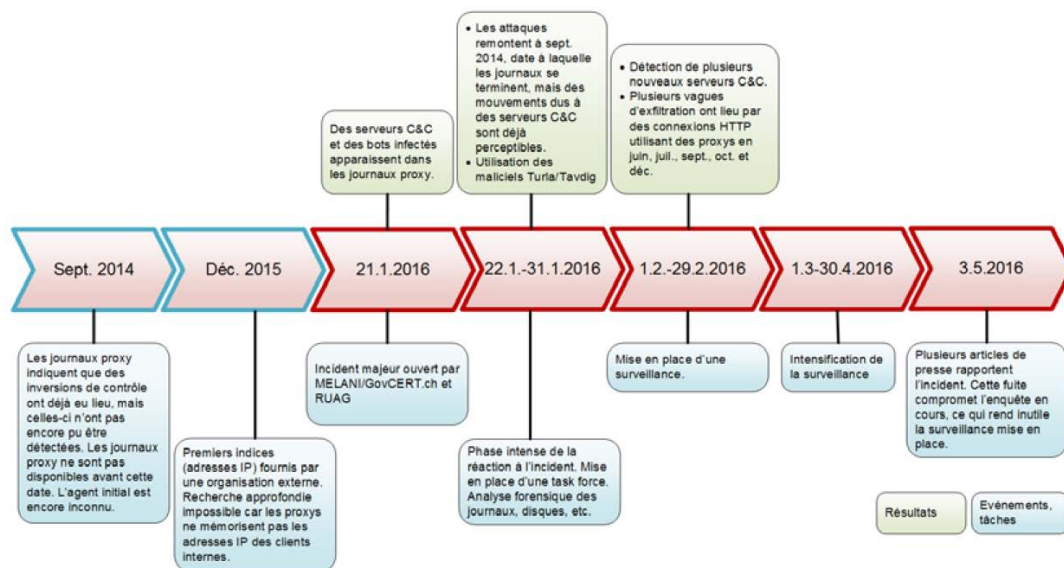 Des serveurs C&C
et des bots infectés
apparaissent dans
les journaux proxy.
• Les attaques
remontent à sept.
2014, date à laquelle
les journaux se
terminent, mais des
mouvements dus à
des serveurs C&C
sont déjà
perceptibles.
• Utilisation des
maliciels Turla/Tavdig
• Détection de plusieurs
nouveaux serveurs C&C.
• Plusieurs vagues
d'exfiltration ont lieu par
des connexions HTTP
utilisant des proxys en
juin, juil., sept., oct. et
déc.
Sept. 2014
Déc. 2015
21.1.2016
22.1.-31.1.2016
1.2.-29.2.2016
1.3-30.4.2016
3.5.2016
Les journaux proxy
indiquent que des
inversions de contrôle
ont déjà eu lieu, mais
celles-ci n'ont pas
encore pu être
détectées. Les journaux
proxy ne sont pas
disponibles avant cette
date. L'agent initial est
encore inconnu.
Premiers indices
(adresses IP) fournis par
une organisation externe.
Recherche approfondie
impossible car les proxys
ne mémorisent pas les
adresses IP des clients
internes.
Incident majeur ouvert par
MELANI/GovCERT.ch et
RUAG
Phase intense de la
réaction à l'incident. Mise
en place d'une task force.
Analyse forensique des
journaux, disques, etc.
Mise en place d'une
surveillance.
Intensification de
la surveillance
Plusieurs articles de
presse rapportent
l'incident. Cette fuite
compromet l'enquête en
cours, ce qui rend inutile
la surveillance mise en
place.
Résultats
Evénements,
tâches